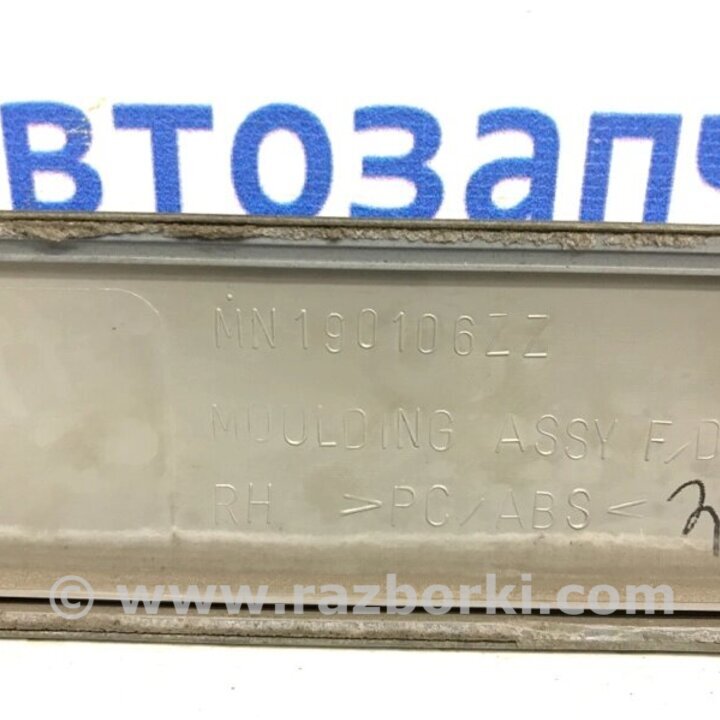 втозапч
MN190106ZZ
MOULDING ASSY F/D
RH >PC/ABS<
© www.razborki.com